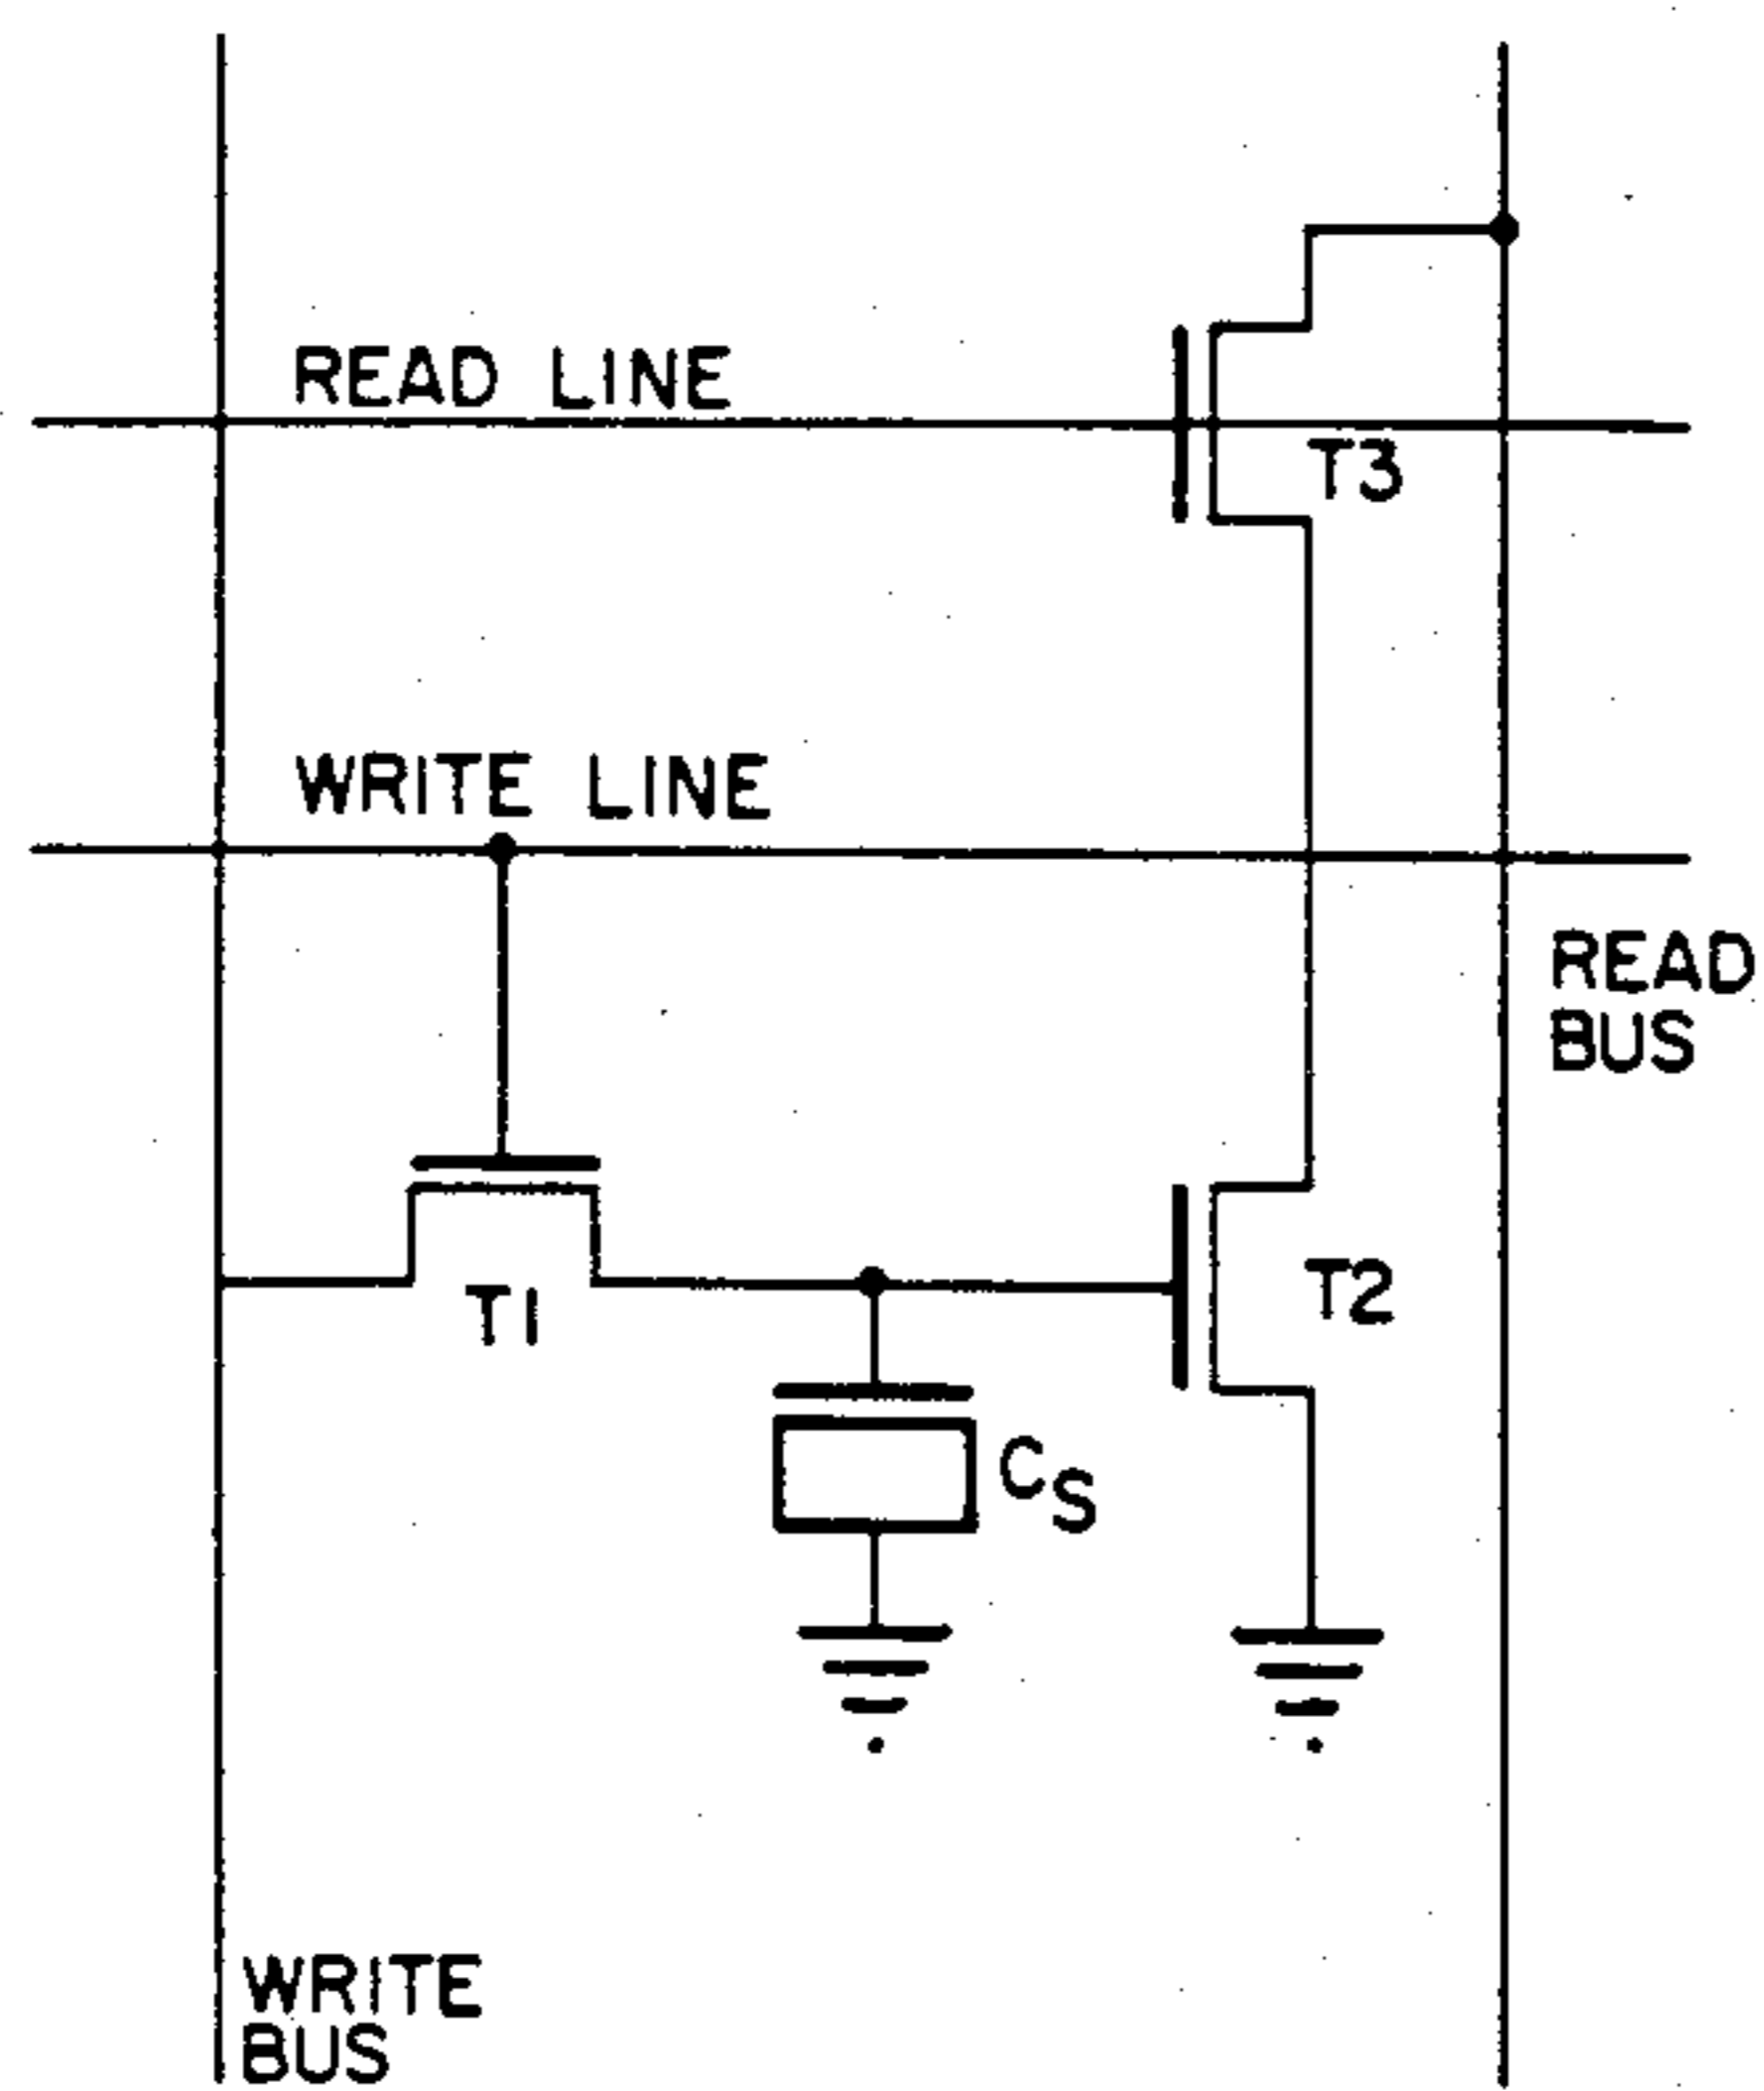 READ LINE
T3
WRITE LINE
READ
BUS
T1
T2
CS
WRITE
BUS